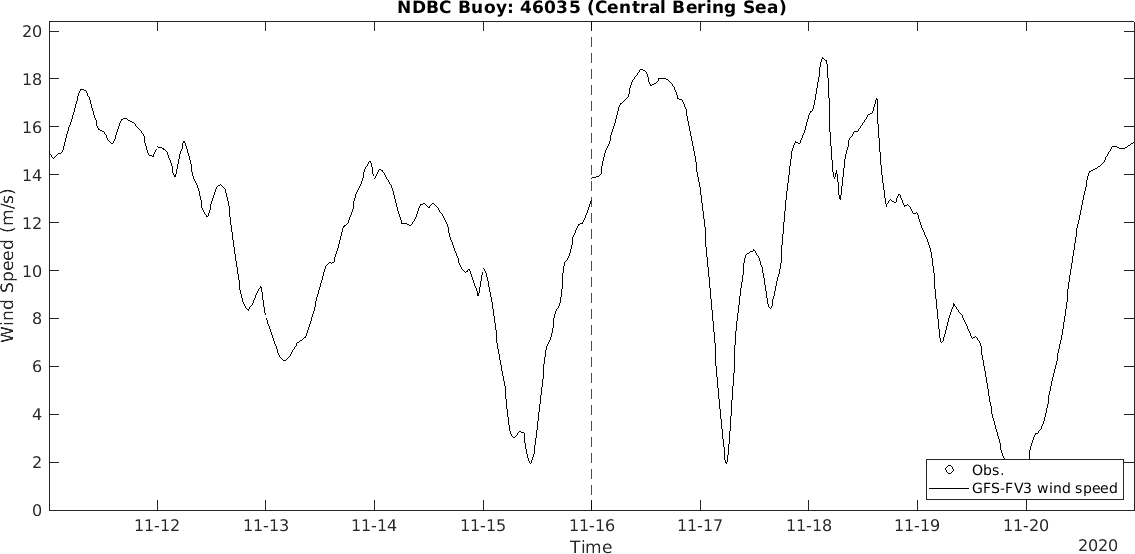 NDBC Buoy: 46035 (Central Bering Sea)
20
18
16
14
12
10
8
6
4
2
0
Wind Speed (m/s)
Obs.
GFS-FV3 wind speed
11-12 11-13 11-14 11-15 11-16 11-17 11-18 11-19 11-20
Time
2020